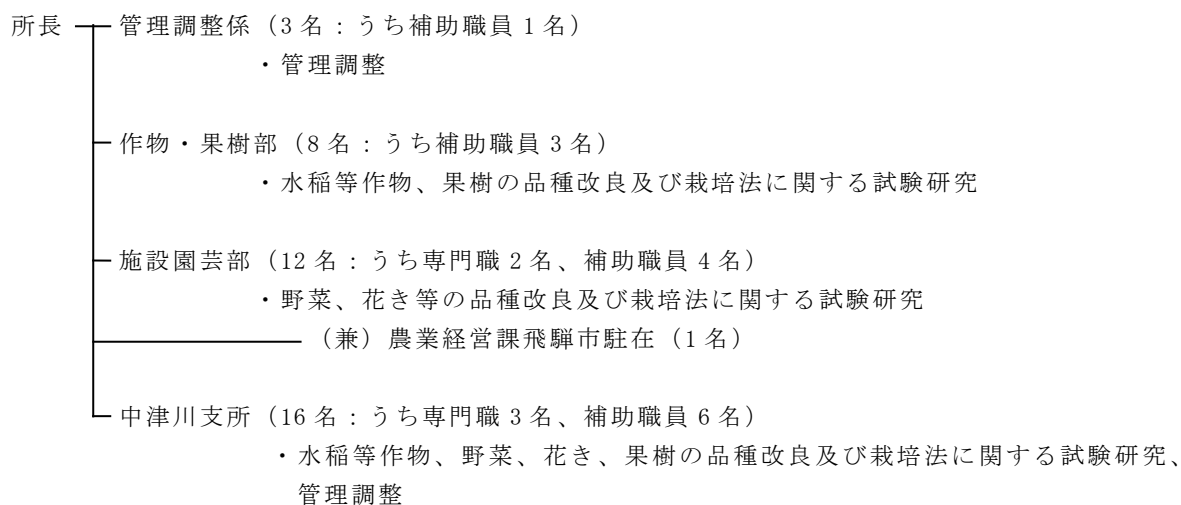 所長 管理調整係（3名：うち補助職員1名）
・管理調整
作物・果樹部（8名：うち補助職員3名）
・水稲等作物、果樹の品種改良及び栽培法に関する試験研究
施設園芸部（12名：うち専門職2名、補助職員4名）
・野菜、花き等の品種改良及び栽培法に関する試験研究
（兼）農業経営課飛騨市駐在（1名）
中津川支所（16名：うち専門職3名、補助職員6名）
・水稲等作物、野菜、花き、果樹の品種改良及び栽培法に関する試験研究、
管理調整